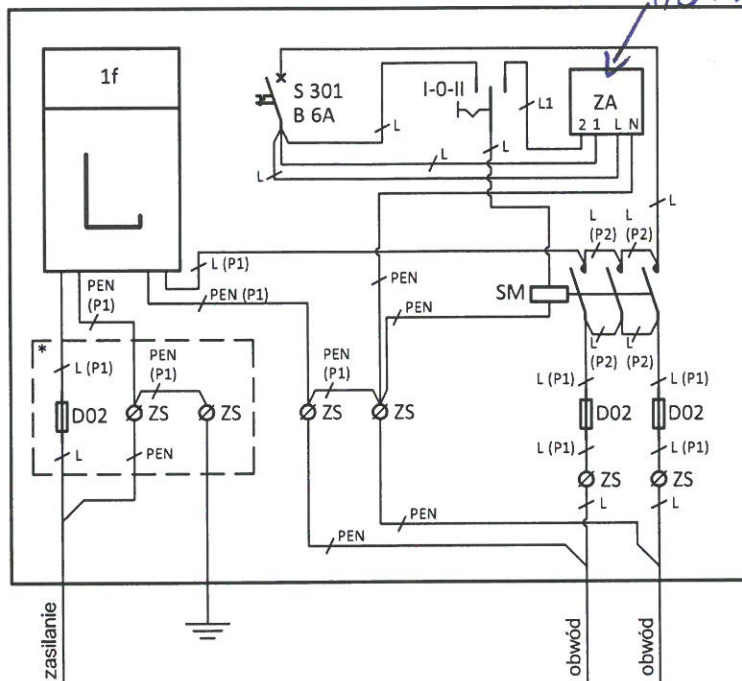 1f
S 301
B 6A
I-0-II
ZA
2 1 L N
L
L1
L
L
L
L
L (P2)
L (P2)
L (P1)
PEN (P1)
PEN (P1)
PEN
SM
PEN
L (P2)
L (P2)
*
L (P1)
PEN (P1)
PEN (P1)
L (P1)
L (P1)
D02
ZS
ZS
ZS
ZS
D02
D02
L
PEN
L (P1)
L (P1)
ZS
ZS
L
L
PEN
PEN
zasilanie
obwód
obwód